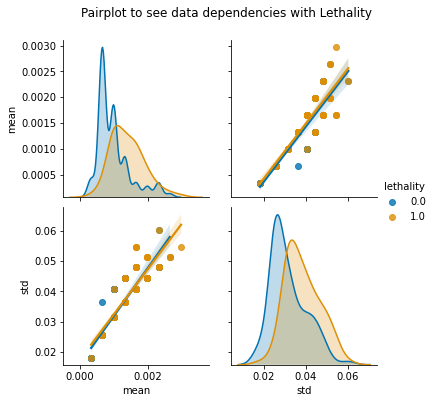 Pairplot to see data dependencies with Lethality
0.0030
0.0025
0.0020
0.0015
0.0010
0.0005
mean
lethality
0.0
1.0
0.06
0.05
0.04
0.03
0.02
std
0.000 0.002
mean
0.02 0.04 0.06
std